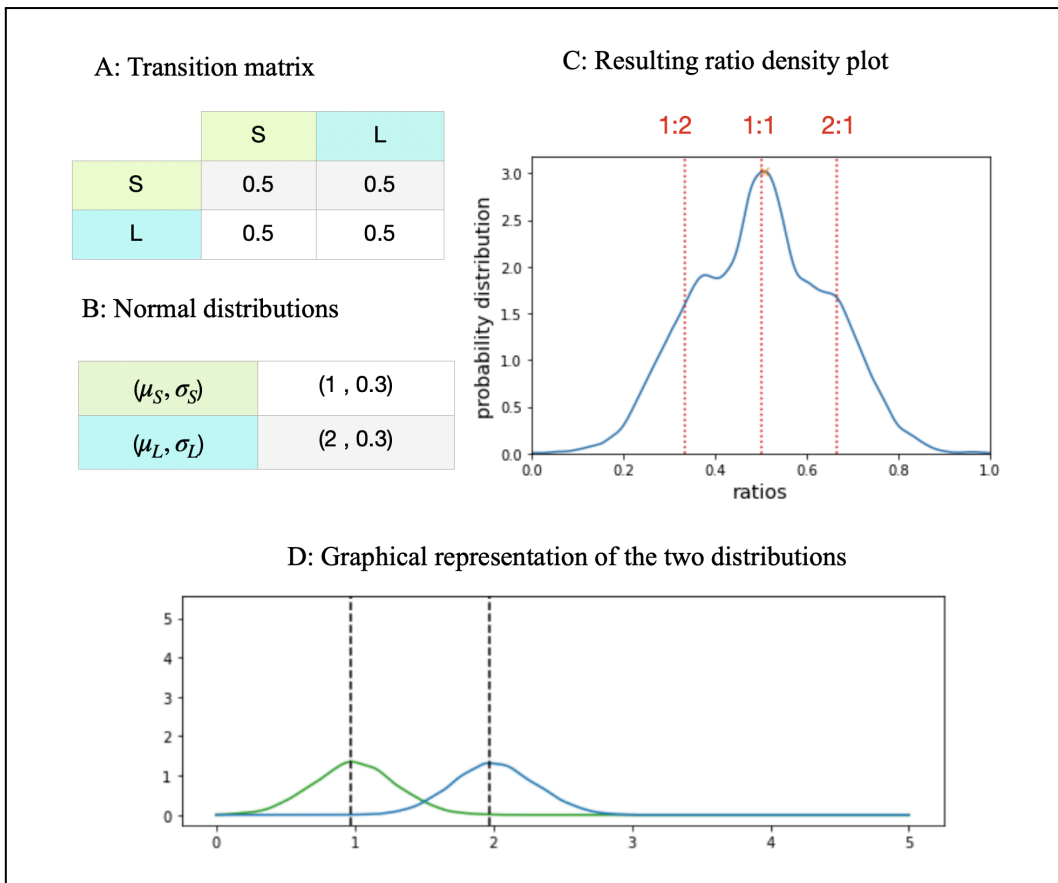 A: Transition matrix
S L
S 0.5 0.5
L 0.5 0.5
B: Normal distributions
(μS, σS) (1 , 0.3)
(μL, σL) (2 , 0.3)
C: Resulting ratio density plot
1:2 1:1 2:1
probability distribution
3.0
2.5
2.0
1.5
1.0
0.5
0.0
0.0 0.2 0.4 0.6 0.8 1.0
ratios
D: Graphical representation of the two distributions
5
4
3
2
1
0
0 1 2 3 4 5